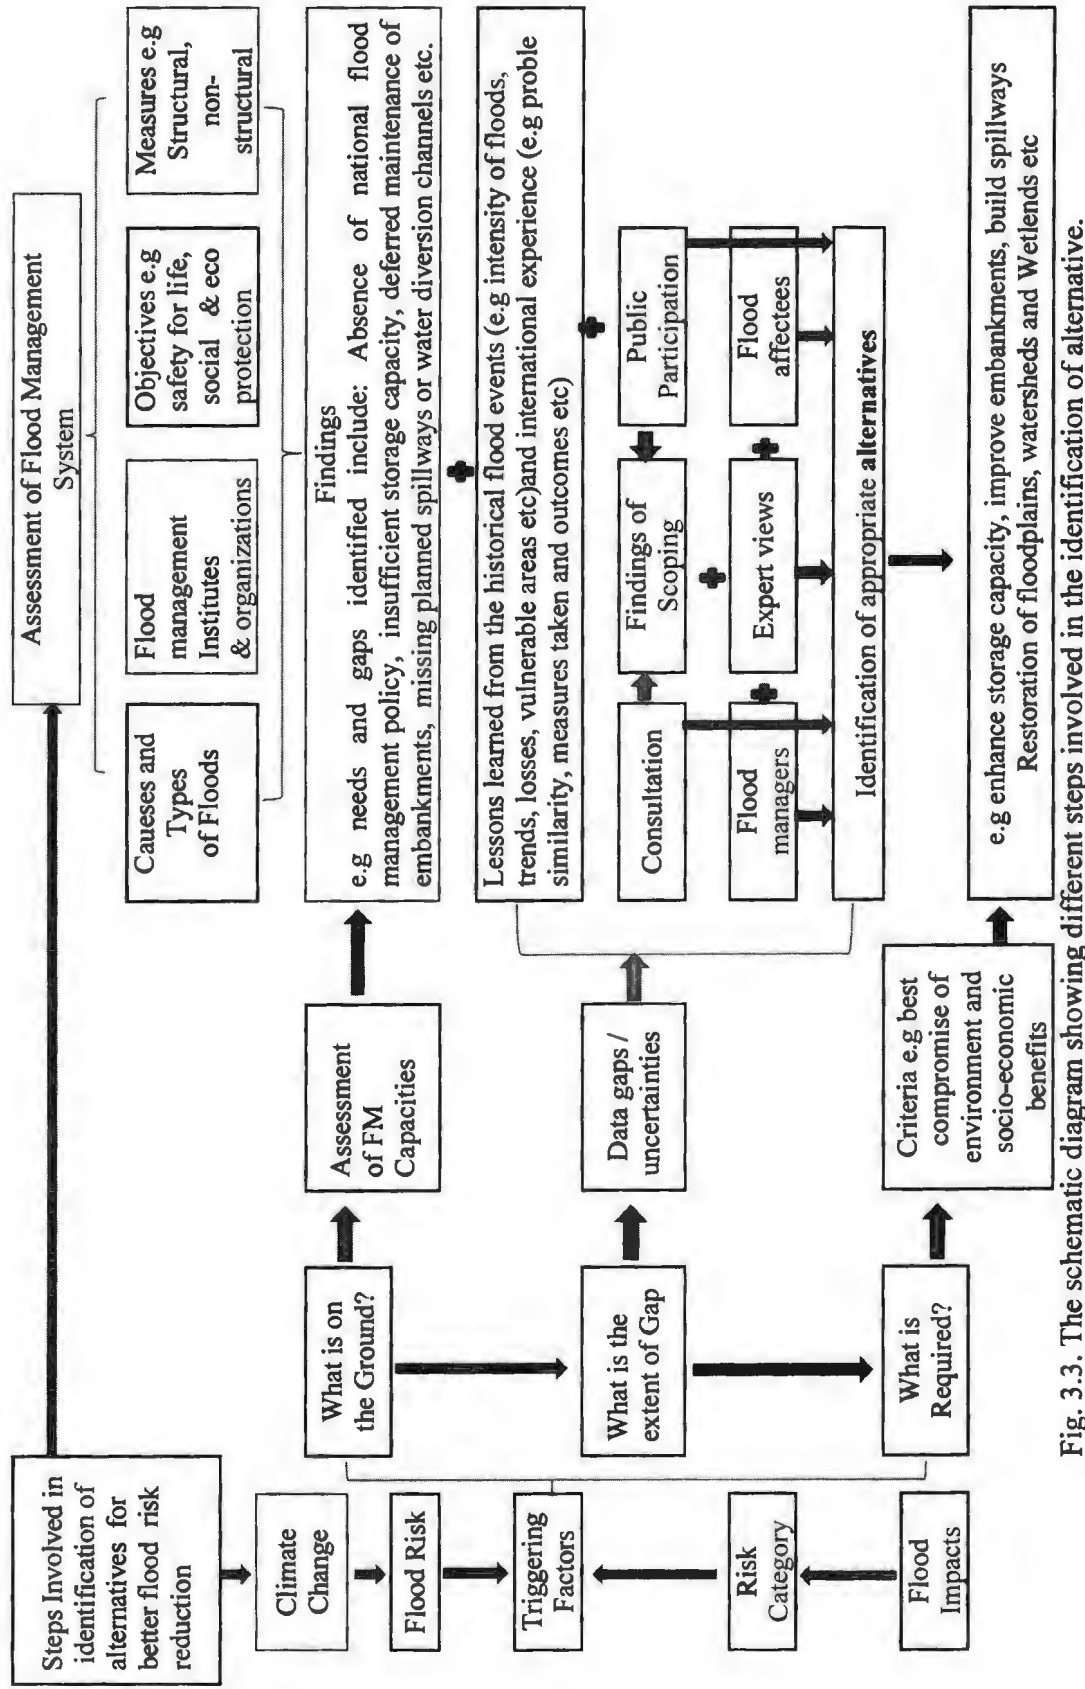 Steps Involved in
identification of
alternatives for
better flood risk
reduction
Assessment of Flood Management
System
Climate
Change
Flood Risk
Triggering
Factors
Risk
Category
Flood
Impacts
Caueses and
Types
of Floods
Flood
management
Institutes
& organizations
Objectives e.g
safety for life,
social & eco
protection
Measures e.g
Structural,
non-
structural
What is on
the Ground?
Assessment
of FM
Capacities
Findings
e.g needs and gaps identified include: Absence of national flood
management policy, insufficient storage capacity, deferred maintenance of
embankments, missing planned spillways or water diversion channels etc.
What is the
extent of Gap
Data gaps /
uncertainties
Lessons learned from the historical flood events (e.g intensity of floods,
trends, losses, vulnerable areas etc)and international experience (e.g proble
similarity, measures taken and outcomes etc)
Consultation
Findings of
Scoping
Public
Participation
Flood
managers
Expert views
Flood
affectees
Identification of appropriate alternatives
What is
Required?
Criteria e.g best
compromise of
environment and
socio-economic
benefits
e.g enhance storage capacity, improve embankments, build spillways
Restoration of floodplains, watersheds and Wetlends etc
Fig. 3.3. The schematic diagram showing different steps involved in the identification of alternative.